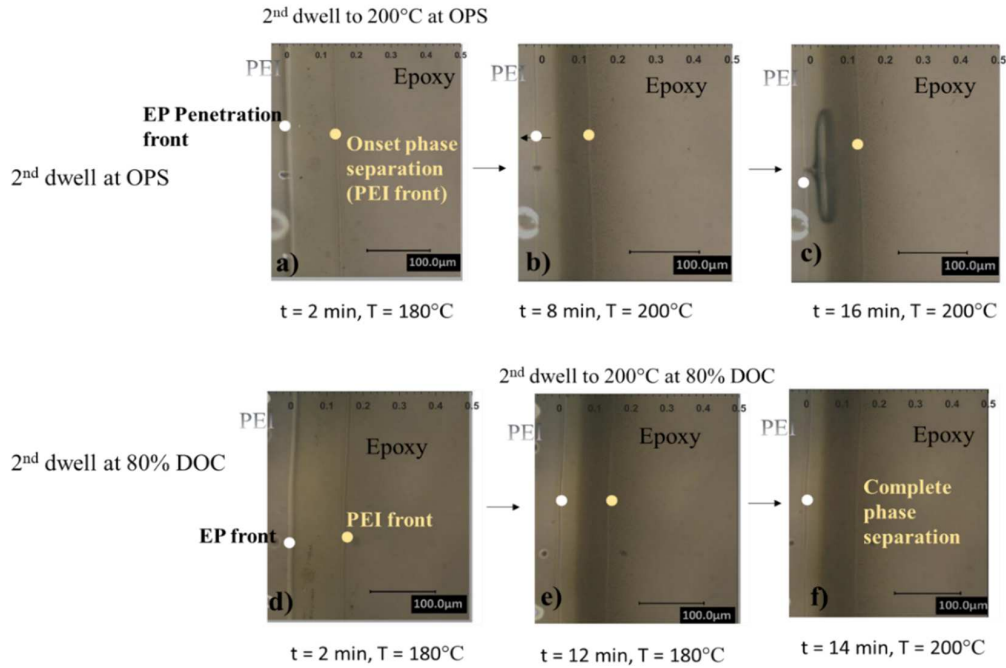 2nd dwell to 200°C at OPS
0 0.1 0.2 0.3 0.4 0.5
PEI
Epoxy
EP Penetration
front
Onset phase
separation
(PEI front)
2nd dwell at OPS
100.0µm
a)
t = 2 min, T = 180°C
0 0.1 0.2 0.3 0.4 0.5
PEI
Epoxy
100.0µm
b)
t = 8 min, T = 200°C
0 0.1 0.2 0.3 0.4 0.5
PEI
Epoxy
100.0µm
c)
t = 16 min, T = 200°C
2nd dwell to 200°C at 80% DOC
2nd dwell at 80% DOC
0 0.1 0.2 0.3 0.4 0.5
PEI
Epoxy
EP front
PEI front
100.0µm
d)
t = 2 min, T = 180°C
0 0.1 0.2 0.3 0.4 0.5
PEI
Epoxy
100.0µm
e)
t = 12 min, T = 180°C
0 0.1 0.2 0.3 0.4 0.5
PEI
Epoxy
Complete
phase
separation
100.0µm
f)
t = 14 min, T = 200°C